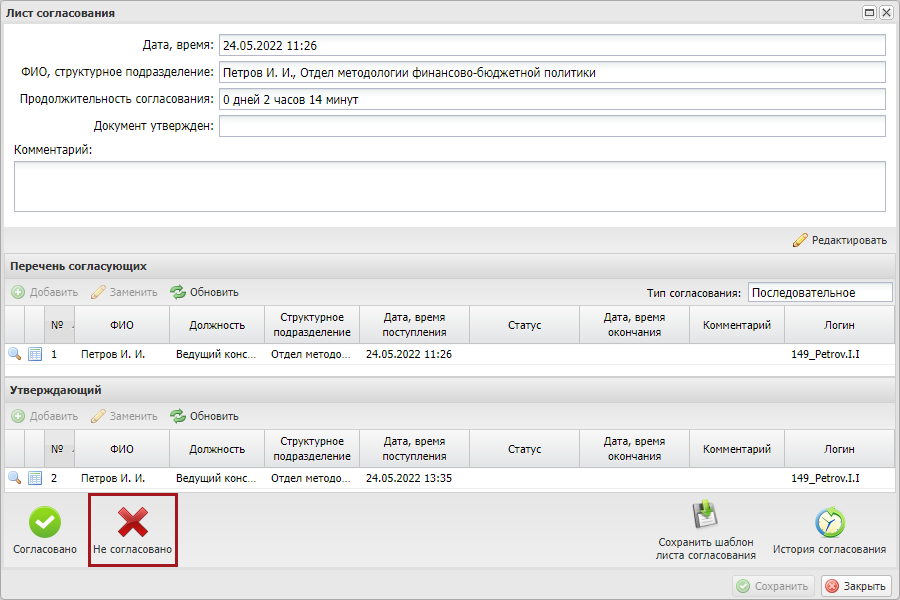 Лист согласования
Дата, время: 24.05.2022 11:26
ФИО, структурное подразделение: Петров И. И., Отдел методологии финансово-бюджетной политики
Продолжительность согласования: 0 дней 2 часов 14 минут
Документ утвержден:
Комментарий:
Редактировать
Перечень согласующих
Добавить Заменить Обновить Тип согласования: Последовательное
№ ФИО Должность Структурное подразделение Дата, время поступления Статус Дата, время окончания Комментарий Логин
1 Петров И. И. Ведущий конс... Отдел методо... 24.05.2022 11:26 149_Petrov.I.I
Утверждающий
Добавить Заменить Обновить
№ ФИО Должность Структурное подразделение Дата, время поступления Статус Дата, время окончания Комментарий Логин
2 Петров И. И. Ведущий конс... Отдел методо... 24.05.2022 13:35 149_Petrov.I.I
Согласовано Не согласовано Сохранить шаблон листа согласования История согласования
Сохранить Закрыть